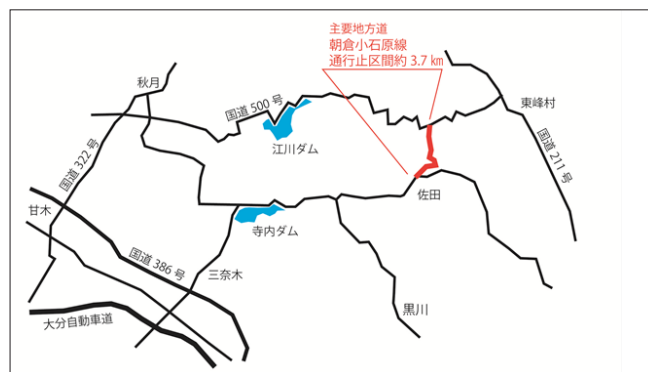 主要地方道
朝倉小石原線
通行止区間約 3.7 ㎞
秋月
国道 500 号
東峰村
江川ダム
国道 322 号
国道 211 号
佐田
甘木
寺内ダム
国道 386 号
三奈木
黒川
大分自動車道